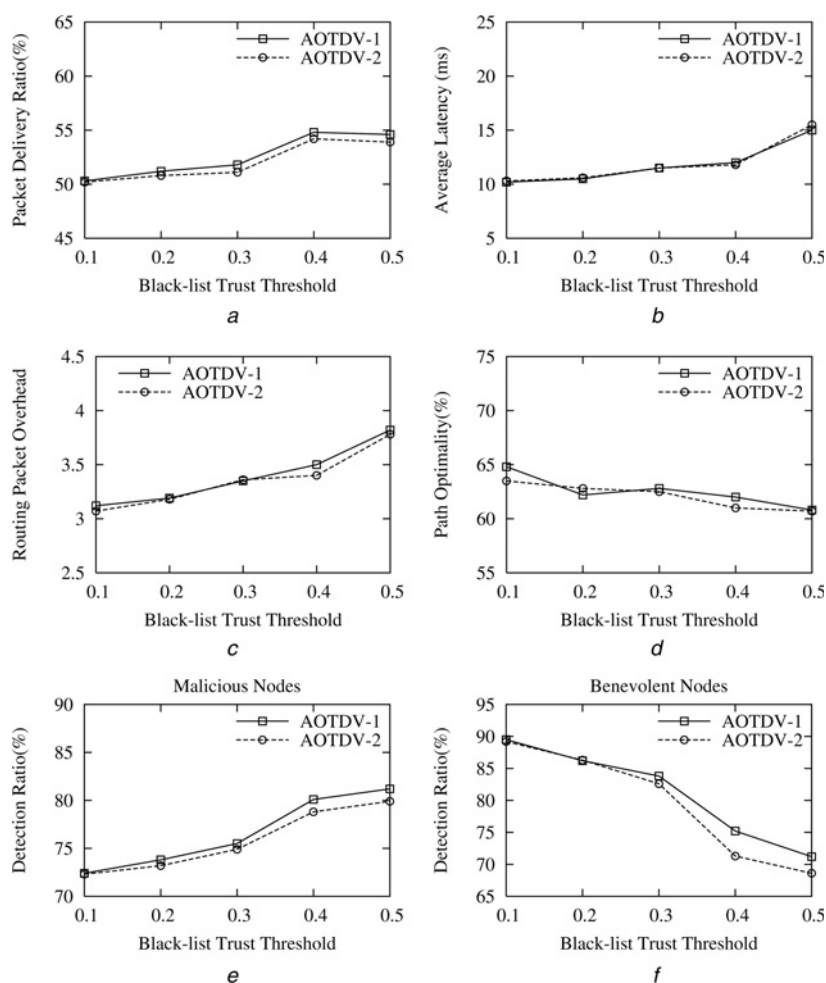 Packet Delivery Ratio(%)
65
60
55
50
45
AOTDV-1
AOTDV-2
0.1 0.2 0.3 0.4 0.5
Black-list Trust Threshold
a
Average Latency (ms)
25
20
15
10
5
AOTDV-1
AOTDV-2
0.1 0.2 0.3 0.4 0.5
Black-list Trust Threshold
b
Routing Packet Overhead
4.5
4
3.5
3
2.5
AOTDV-1
AOTDV-2
0.1 0.2 0.3 0.4 0.5
Black-list Trust Threshold
c
Path Optimality(%)
75
70
65
60
55
AOTDV-1
AOTDV-2
0.1 0.2 0.3 0.4 0.5
Black-list Trust Threshold
d
Malicious Nodes
Detection Ratio(%)
90
85
80
75
70
AOTDV-1
AOTDV-2
0.1 0.2 0.3 0.4 0.5
Black-list Trust Threshold
e
Benevolent Nodes
Detection Ratio(%)
95
90
85
80
75
70
65
AOTDV-1
AOTDV-2
0.1 0.2 0.3 0.4 0.5
Black-list Trust Threshold
f